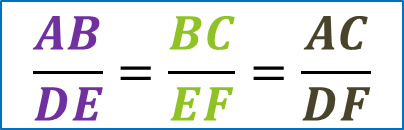 AB/DE = BC/EF = AC/DF